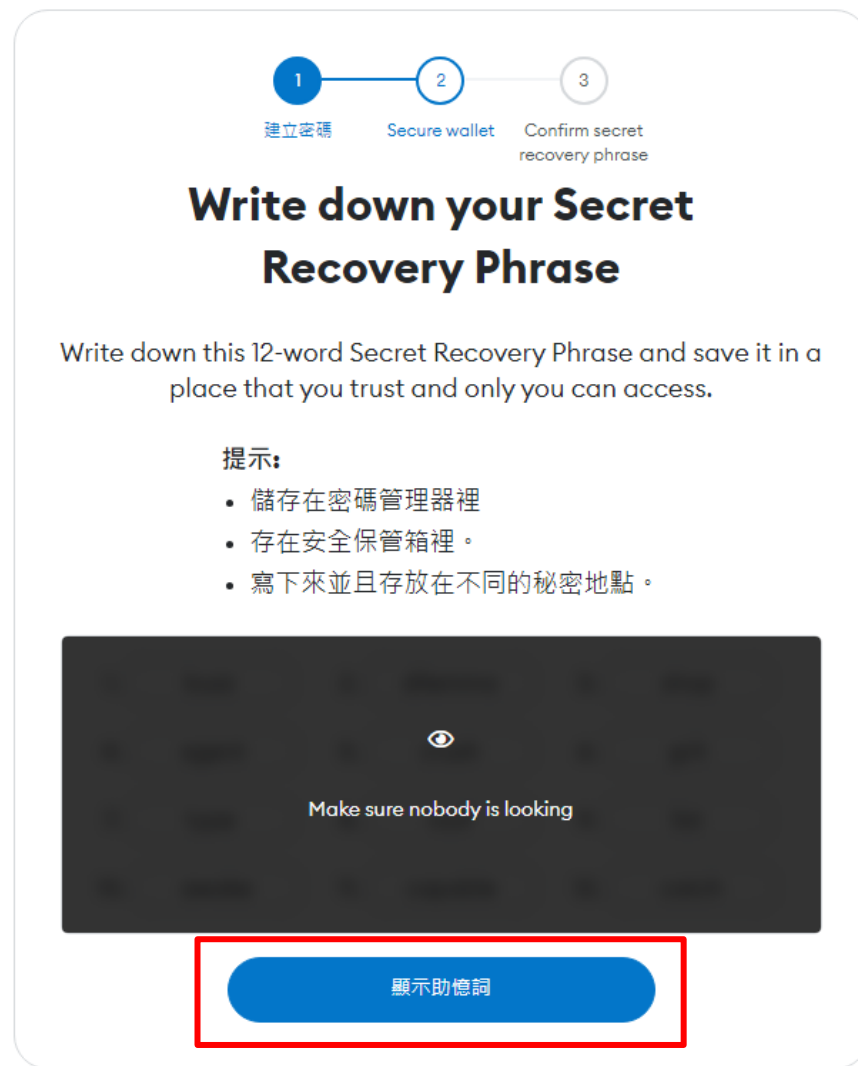 1
2
3
建立密碼
Secure wallet
Confirm secret
recovery phrase
Write down your Secret
Recovery Phrase
Write down this 12-word Secret Recovery Phrase and save it in a
place that you trust and only you can access.
提示:
• 儲存在密碼管理器裡
• 存在安全保管箱裡。
• 寫下來並且存放在不同的秘密地點。
Make sure nobody is looking
顯示助憶詞